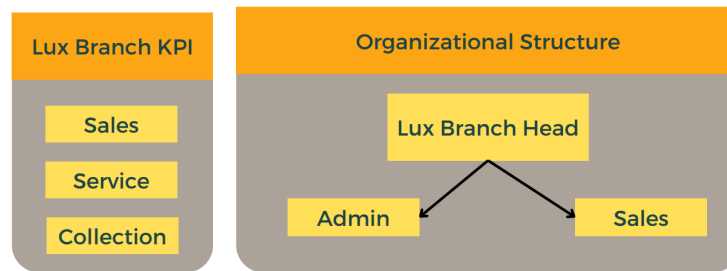 Lux Branch KPI
Sales
Service
Collection
Organizational Structure
Lux Branch Head
Admin
Sales